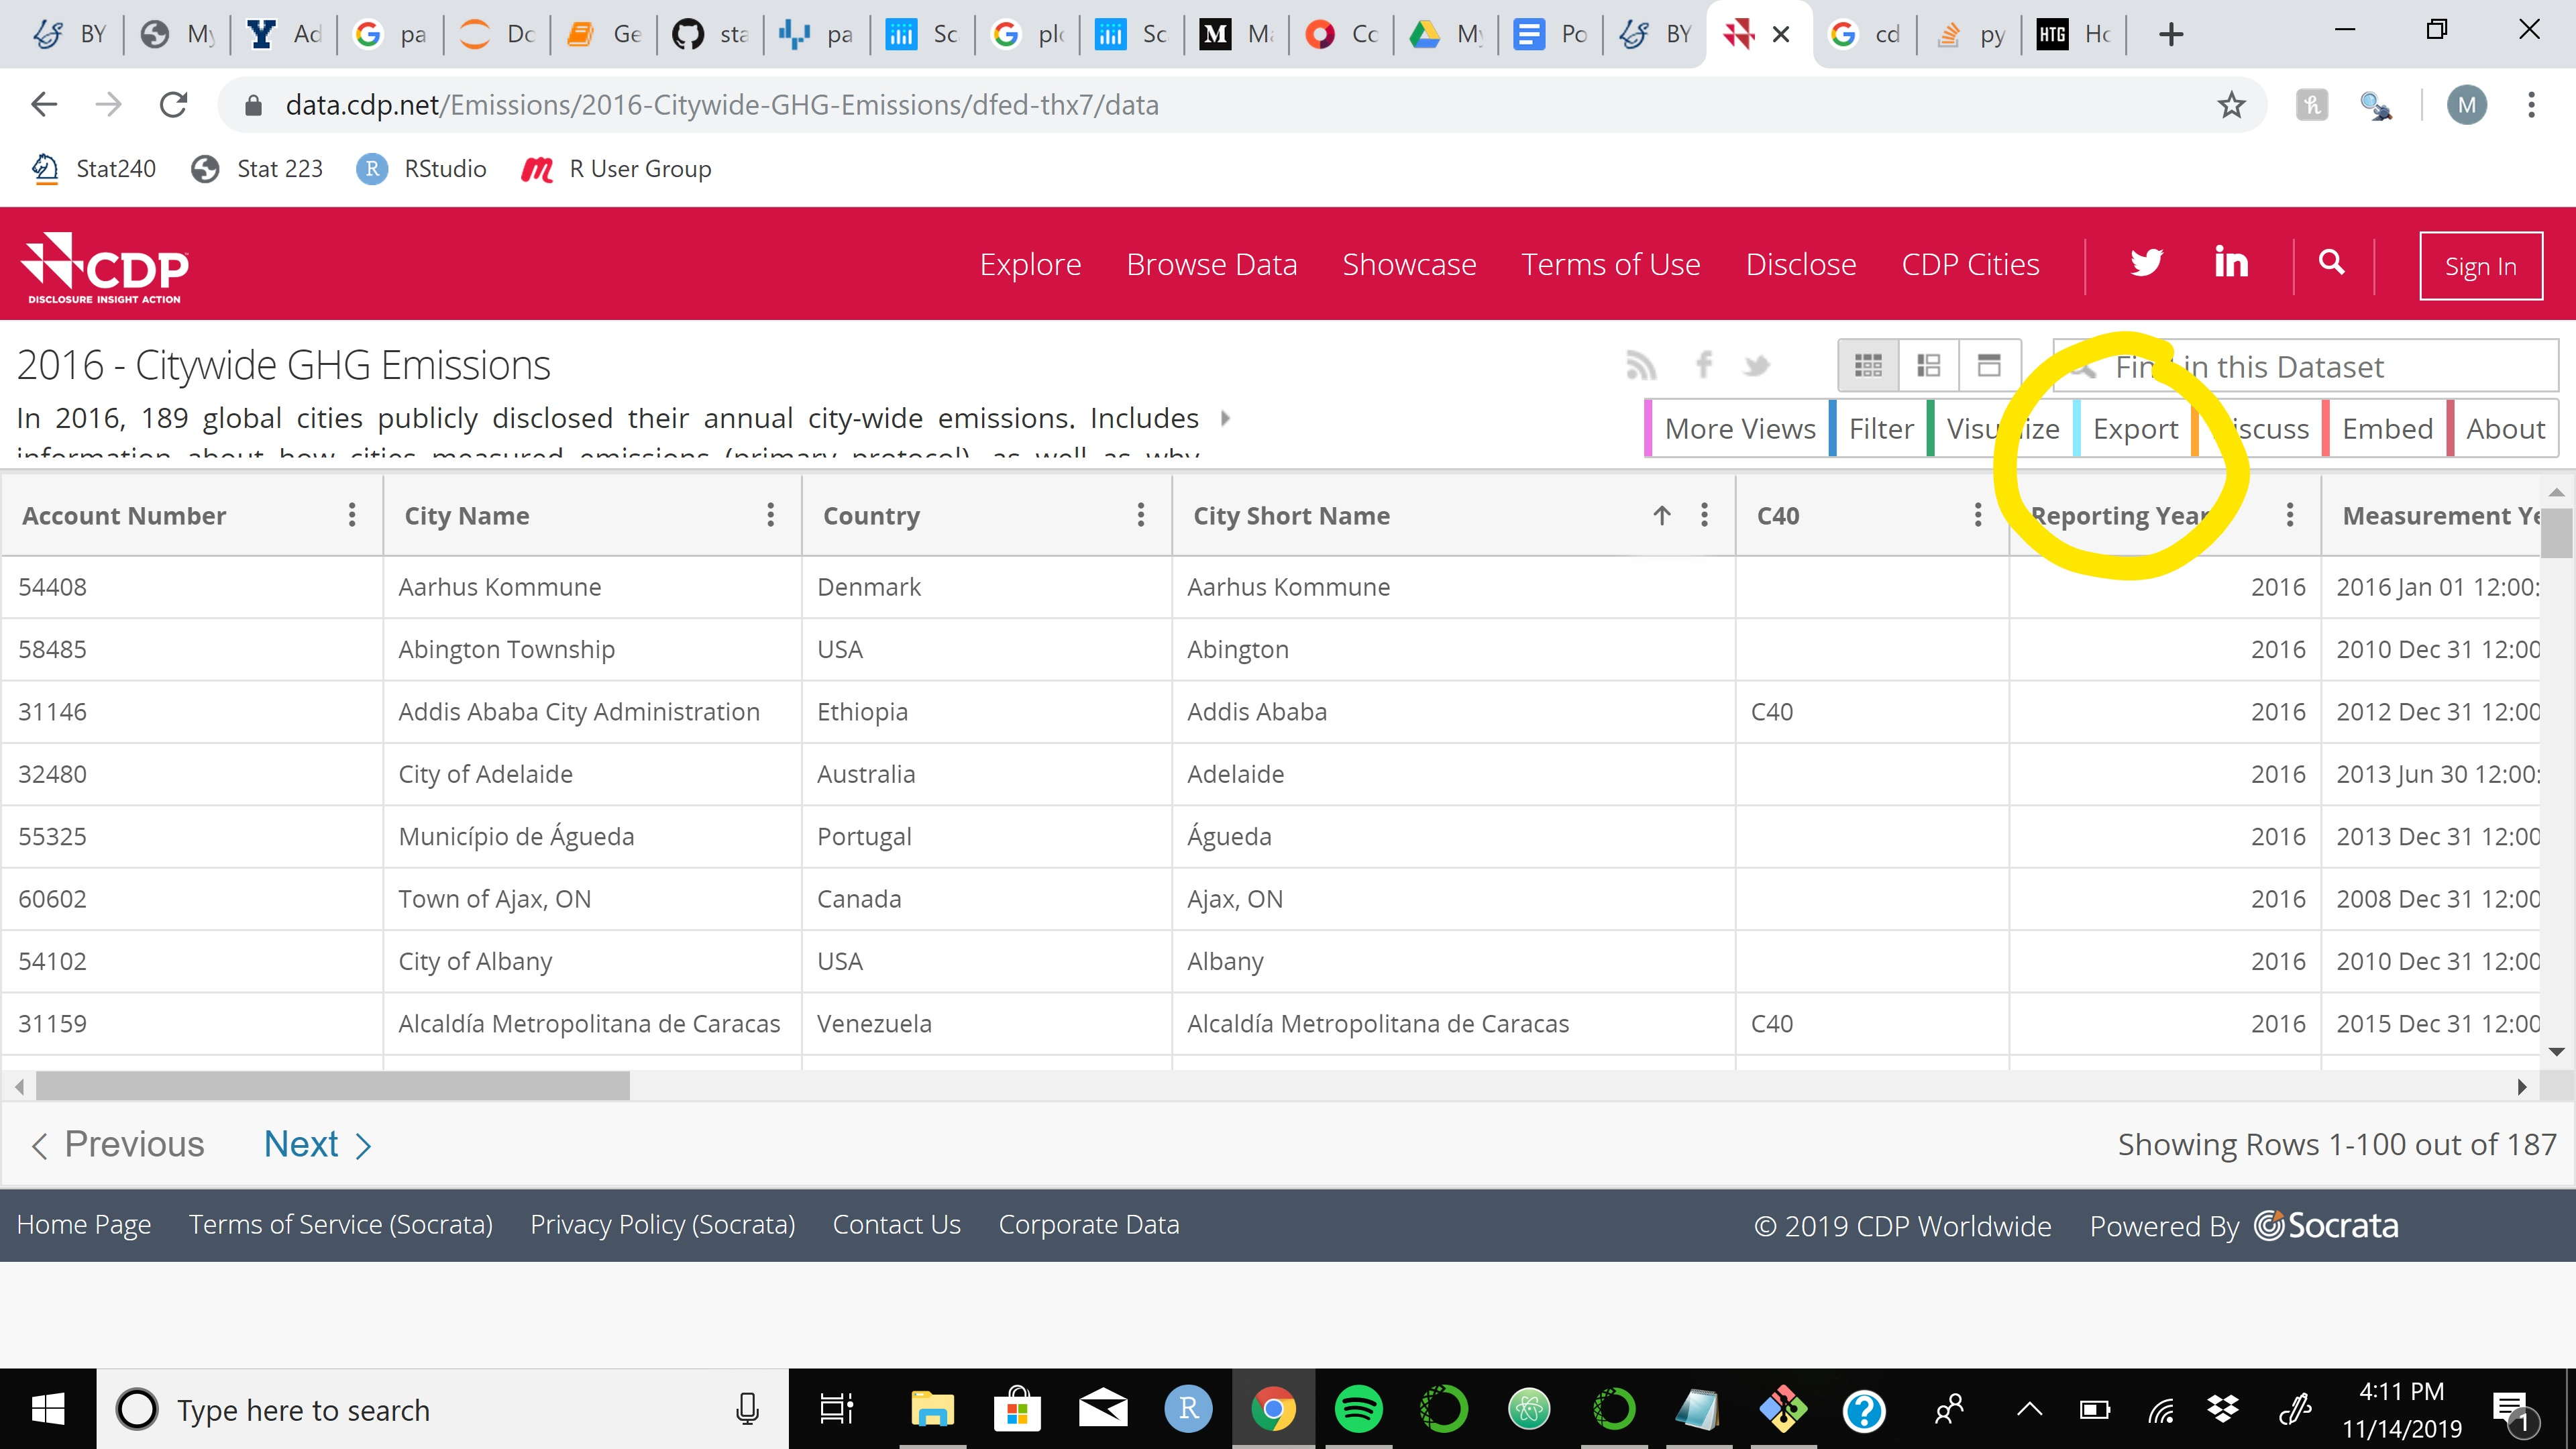 BY My Ad pa Dc Ge sta pa Sc plo Sc Ma Cc My Po BY cd py Hc
data.cdp.net/Emissions/2016-Citywide-GHG-Emissions/dfed-thx7/data
M
Stat240 Stat 223 RStudio R User Group
CDP
DISCLOSURE INSIGHT ACTION
Explore Browse Data Showcase Terms of Use Disclose CDP Cities Sign In
2016 - Citywide GHG Emissions
Find in this Dataset
In 2016, 189 global cities publicly disclosed their annual city-wide emissions. Includes
information about how cities measured emissions (primary protocol), as well as why
More Views Filter Visualize Export Discuss Embed About
Account Number City Name Country City Short Name C40 Reporting Year Measurement Ye
54408 Aarhus Kommune Denmark Aarhus Kommune 2016 2016 Jan 01 12:00:
58485 Abington Township USA Abington 2016 2010 Dec 31 12:00
31146 Addis Ababa City Administration Ethiopia Addis Ababa C40 2016 2012 Dec 31 12:00
32480 City of Adelaide Australia Adelaide 2016 2013 Jun 30 12:00:
55325 Município de Águeda Portugal Águeda 2016 2013 Dec 31 12:00
60602 Town of Ajax, ON Canada Ajax, ON 2016 2008 Dec 31 12:00
54102 City of Albany USA Albany 2016 2010 Dec 31 12:00
31159 Alcaldía Metropolitana de Caracas Venezuela Alcaldía Metropolitana de Caracas C40 2016 2015 Dec 31 12:00
Previous Next Showing Rows 1-100 out of 187
Home Page Terms of Service (Socrata) Privacy Policy (Socrata) Contact Us Corporate Data © 2019 CDP Worldwide Powered By Socrata
Type here to search
4:11 PM
11/14/2019
1